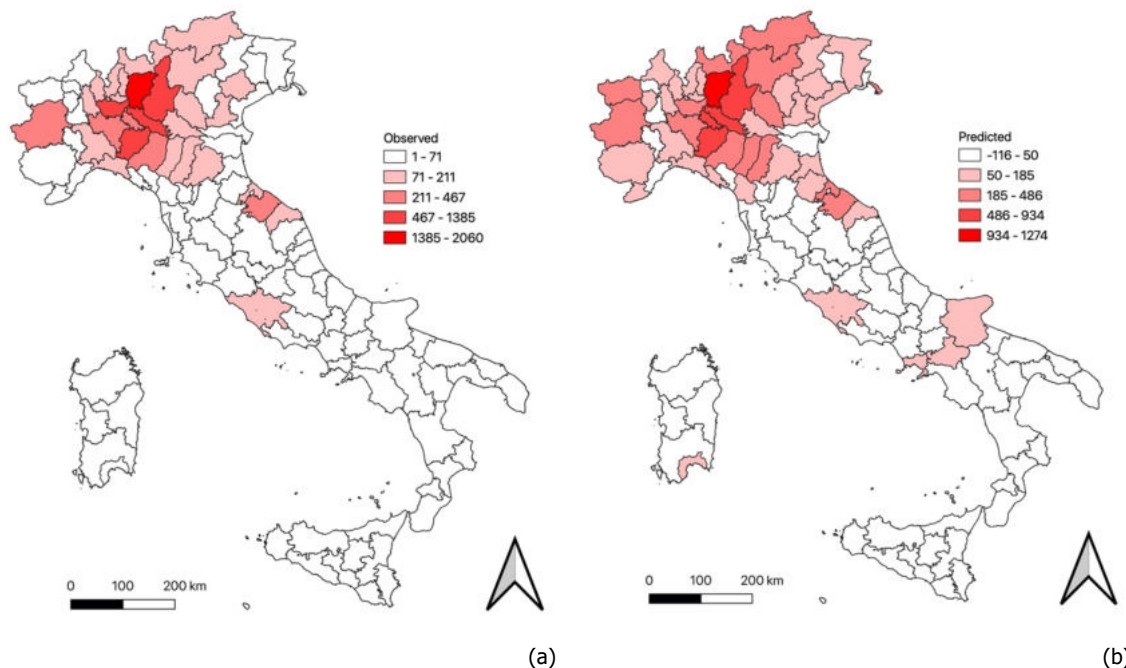 Observed
1 - 71
71 - 211
211 - 467
467 - 1385
1385 - 2060
0 100 200 km
(a)
Predicted
-116 - 50
50 - 185
185 - 486
486 - 934
934 - 1274
0 100 200 km
(b)